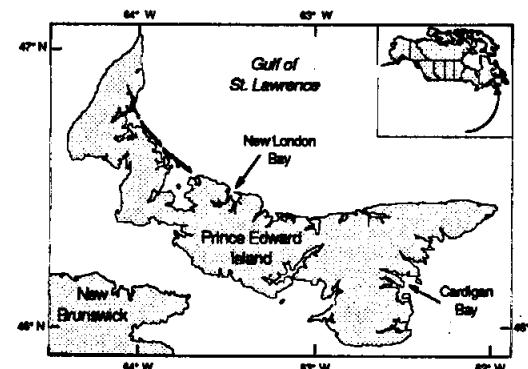 64° W 63° W
47° N
Gulf of
St. Lawrence
New London
Bay
Prince Edward
Island
New
Brunswick
Cardigan
Bay
46° N 46°
64° W 63° W 62° W